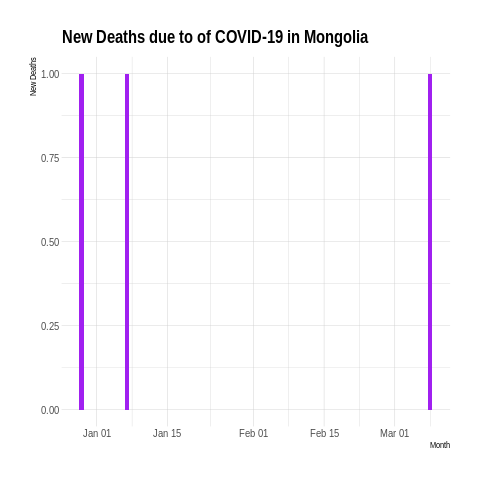 New Deaths due to of COVID-19 in Mongolia
New Deaths
1.00
0.75
0.50
0.25
0.00
Jan 01 Jan 15 Feb 01 Feb 15 Mar 01
Month